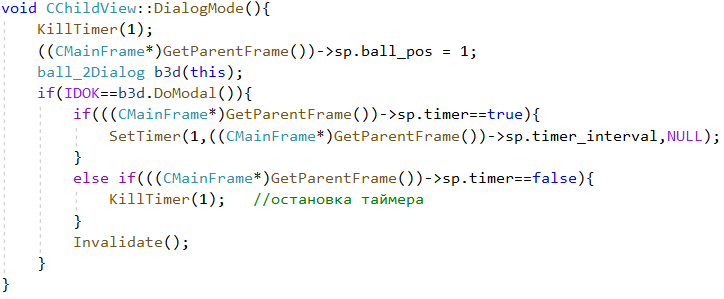 void CChildView::DialogMode(){
KillTimer(1);
((CMainFrame*)GetParentFrame())->sp.ball_pos = 1;
ball_2Dialog b3d(this);
if(IDOK==b3d.DoModal()){
if(((CMainFrame*)GetParentFrame())->sp.timer==true){
SetTimer(1,((CMainFrame*)GetParentFrame())->sp.timer_interval,NULL);
}
else if(((CMainFrame*)GetParentFrame())->sp.timer==false){
KillTimer(1);   //остановка таймера
}
Invalidate();
}
}